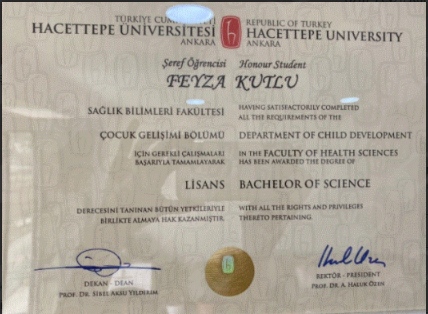 TÜRKİYE CUMHURİYETİ
HACETTEPE ÜNİVERSİTESİ
ANKARA
REPUBLIC OF TURKEY
HACETTEPE UNIVERSITY
ANKARA
Şeref Öğrencisi Honour Student
FEYZA KUTLU
SAĞLIK BİLİMLERİ FAKÜLTESİ
ÇOCUK GELİŞİMİ BÖLÜMÜ
İÇİN GEREKLİ ÇALIŞMALARI
BAŞARIYLA TAMAMLAYARAK
LİSANS
DERECESİNİ TANINAN BÜTÜN YETKİLERİYLE
BİRLİKTE ALMAYA HAK KAZANMIŞTIR.
HAVING SATISFACTORILY COMPLETED
ALL THE REQUIREMENTS OF THE
DEPARTMENT OF CHILD DEVELOPMENT
IN THE FACULTY OF HEALTH SCIENCES
HAS BEEN AWARDED THE DEGREE OF
BACHELOR OF SCIENCE
WITH ALL THE RIGHTS AND PRIVILEGES
THERETO PERTAINING.
DEKAN - DEAN
PROF. DR. SİBEL AKSU YILDIRIM
REKTÖR - PRESIDENT
PROF. DR. A. HALUK ÖZEN